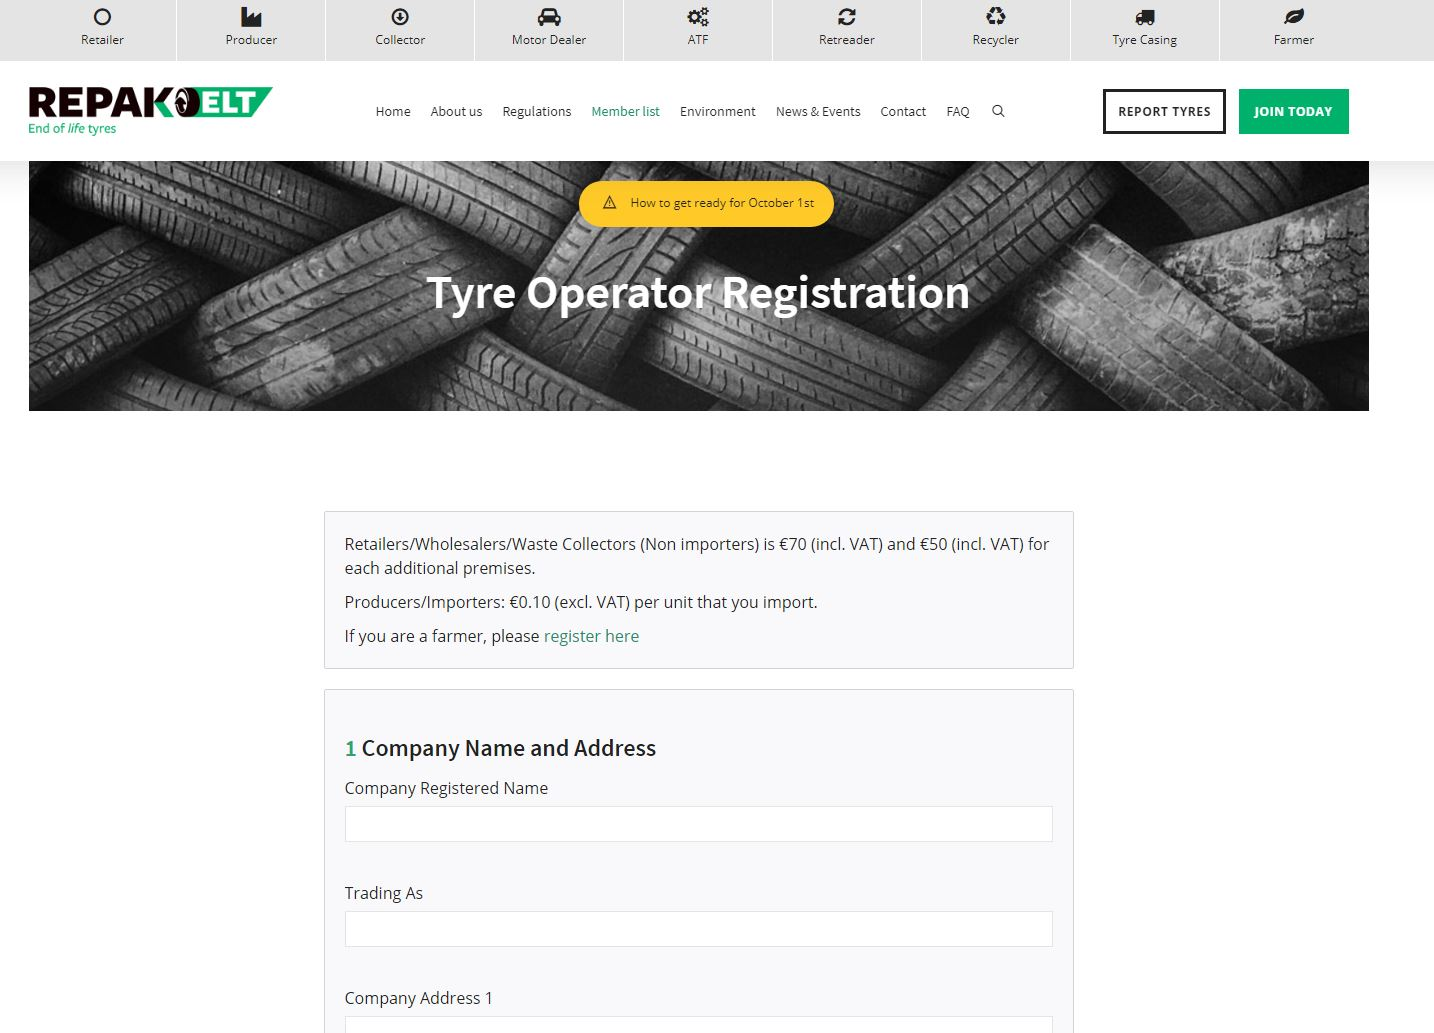 Retailer
Producer
Collector
Motor Dealer
ATF
Retreader
Recycler
Tyre Casing
Farmer
REPAK ELT
End of life tyres
Home
About us
Regulations
Member list
Environment
News & Events
Contact
FAQ
REPORT TYRES
JOIN TODAY
How to get ready for October 1st
Tyre Operator Registration
Retailers/Wholesalers/Waste Collectors (Non importers) is €70 (incl. VAT) and €50 (incl. VAT) for
each additional premises.
Producers/Importers: €0.10 (excl. VAT) per unit that you import.
If you are a farmer, please register here
1 Company Name and Address
Company Registered Name
Trading As
Company Address 1